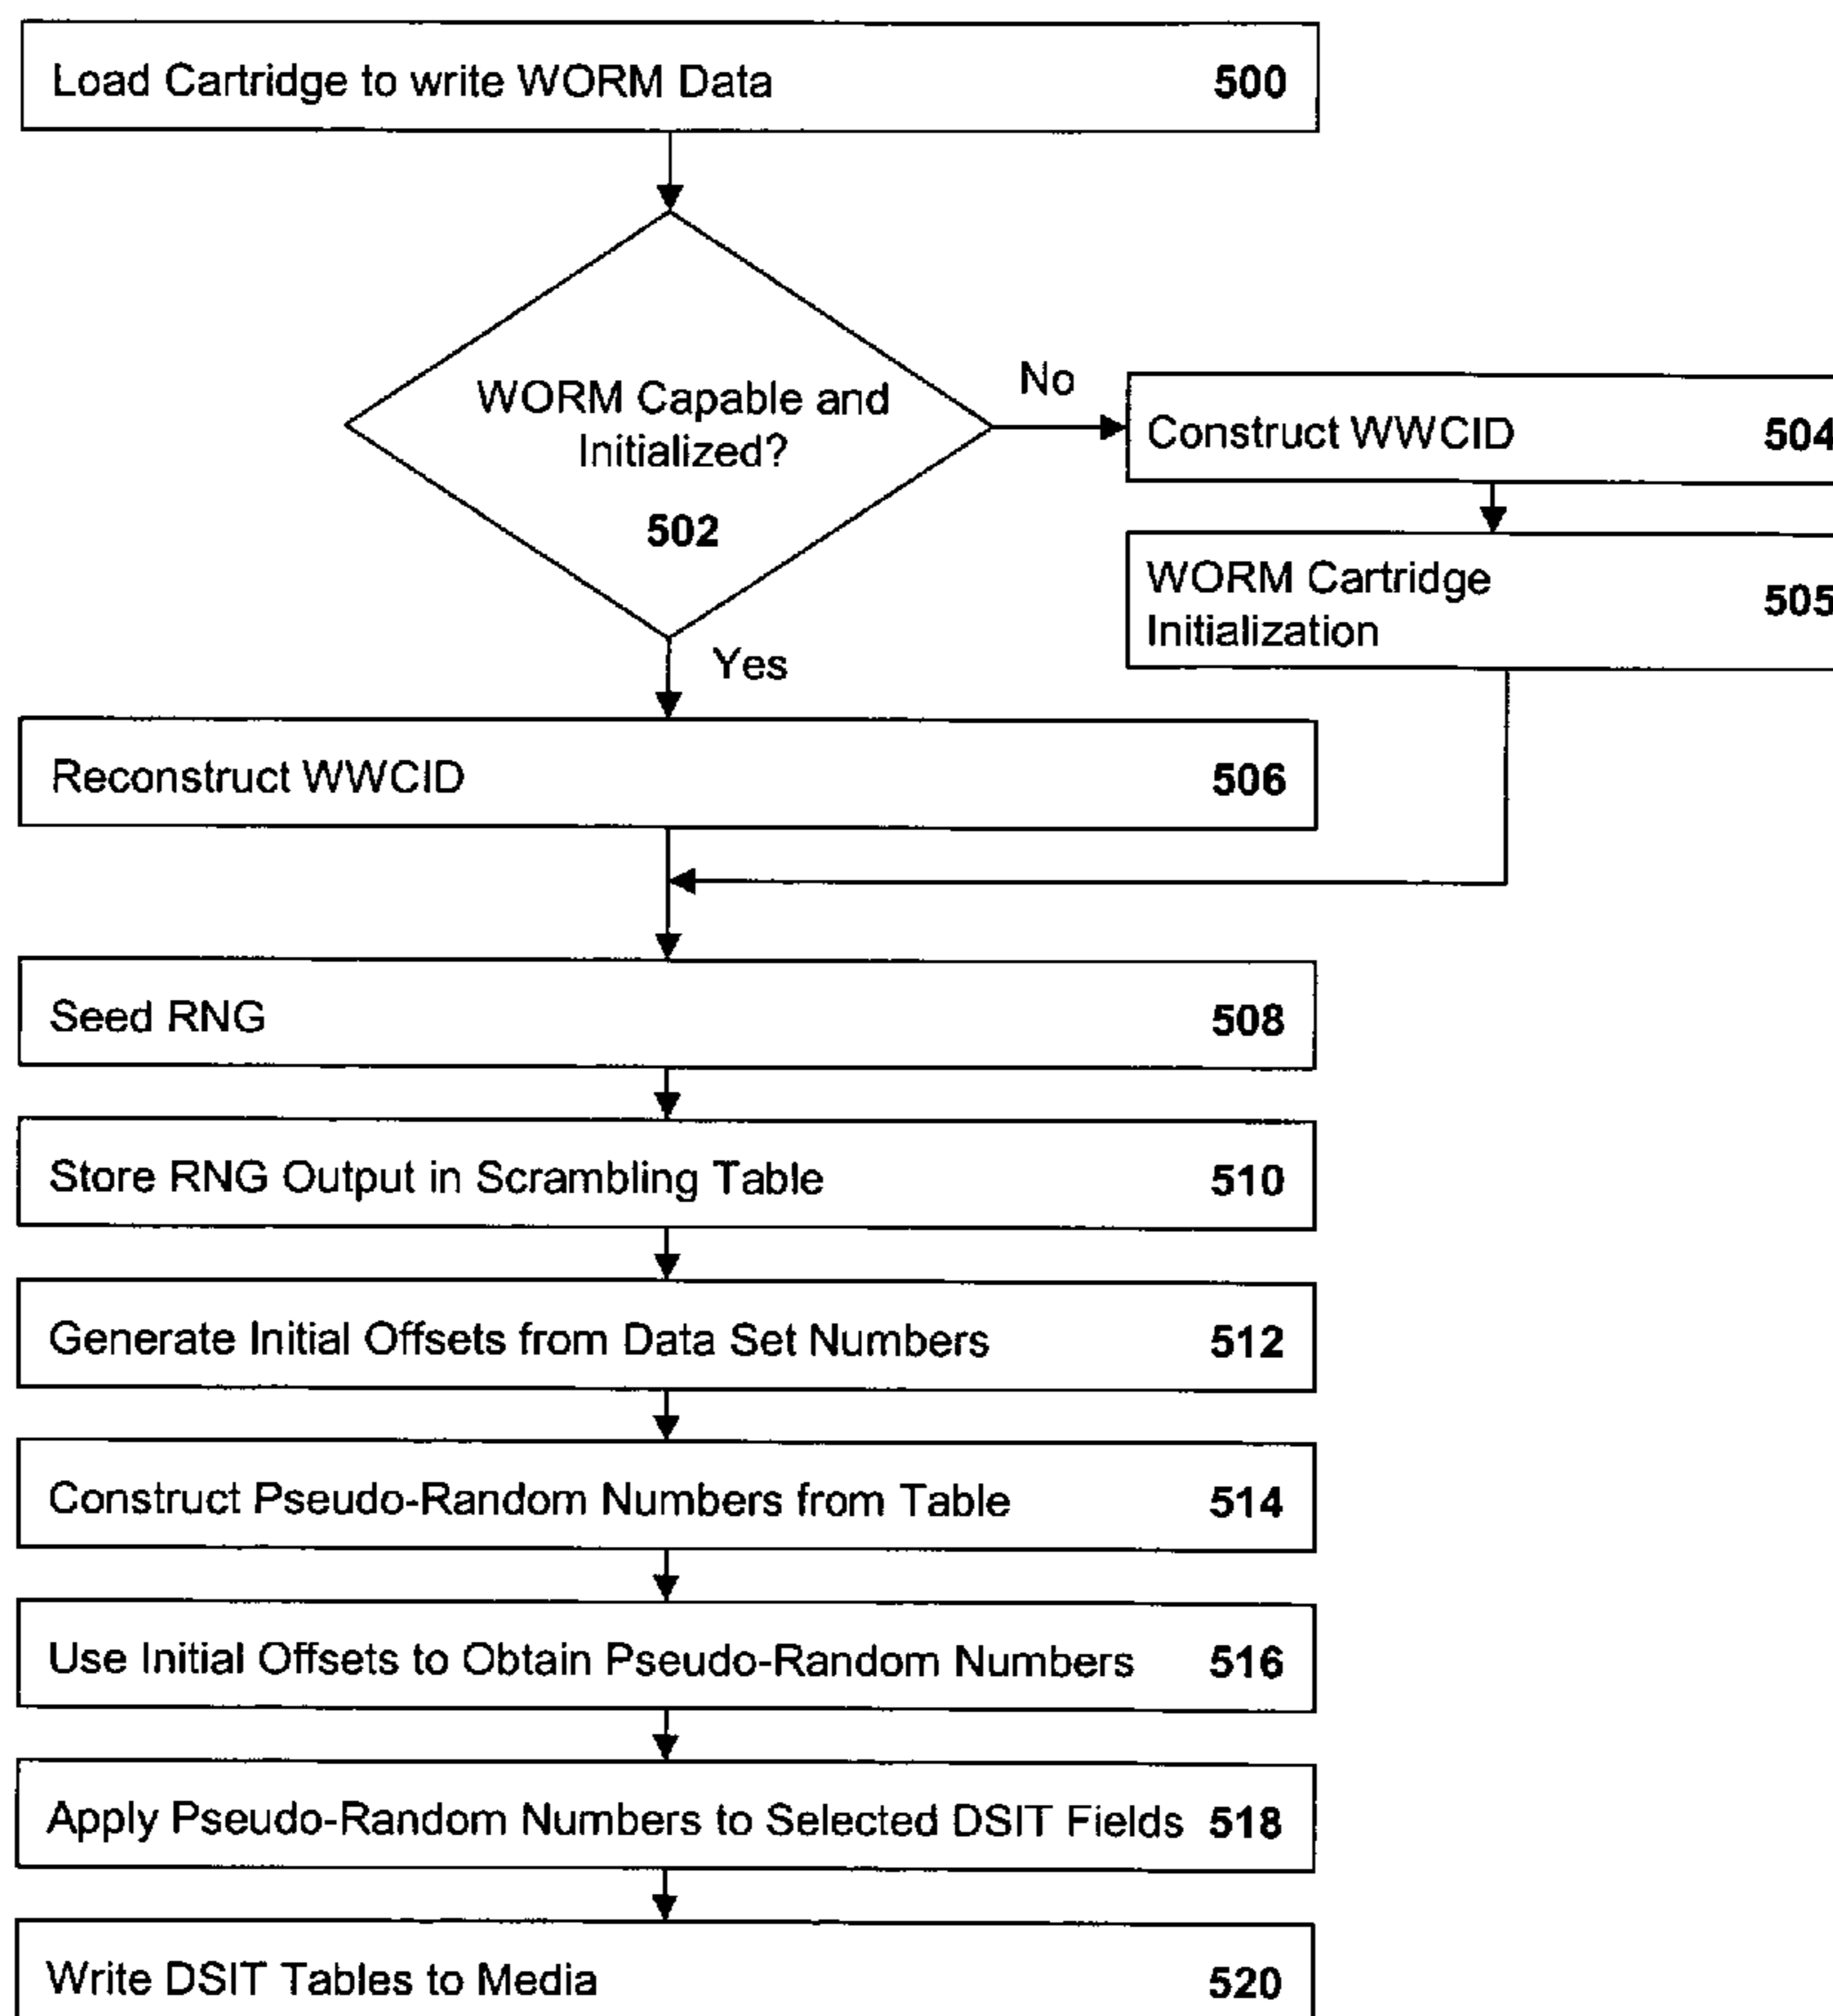 Load Cartridge to write WORM Data 500
WORM Capable and
Initialized?
502
No
Construct WWCID 504
WORM Cartridge
Initialization
505
Yes
Reconstruct WWCID 506
Seed RNG 508
Store RNG Output in Scrambling Table 510
Generate Initial Offsets from Data Set Numbers 512
Construct Pseudo-Random Numbers from Table 514
Use Initial Offsets to Obtain Pseudo-Random Numbers 516
Apply Pseudo-Random Numbers to Selected DSIT Fields 518
Write DSIT Tables to Media 520